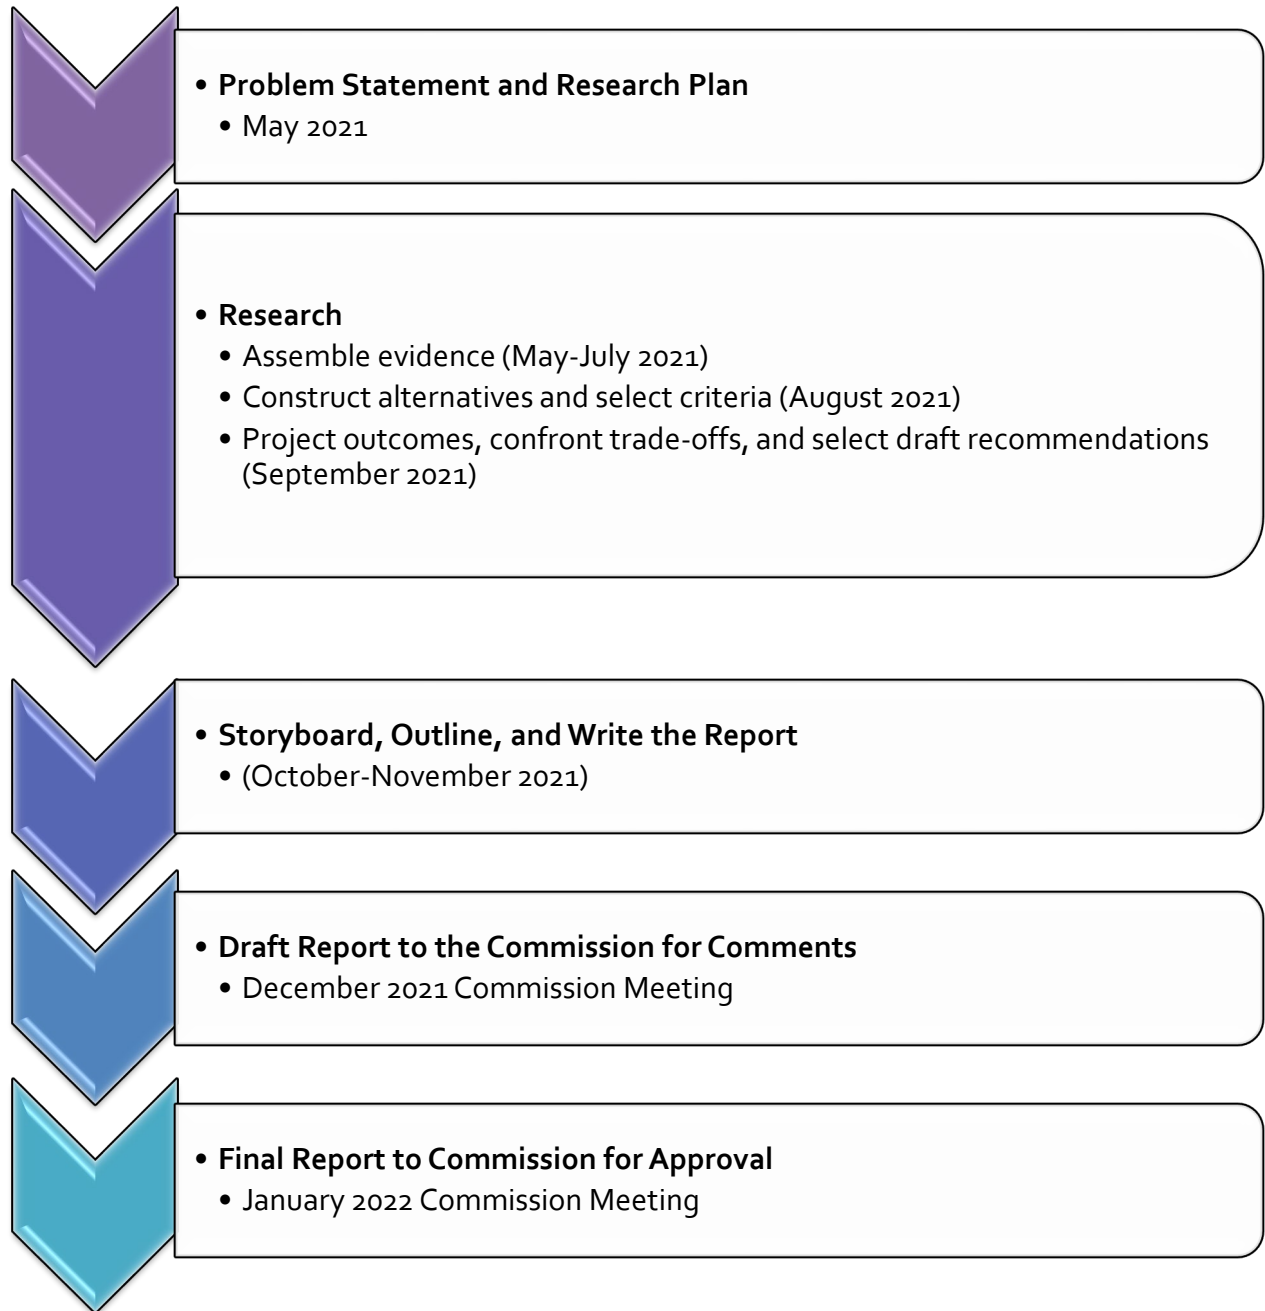 • Problem Statement and Research Plan
• May 2021
• Research
• Assemble evidence (May-July 2021)
• Construct alternatives and select criteria (August 2021)
• Project outcomes, confront trade-offs, and select draft recommendations
(September 2021)
• Storyboard, Outline, and Write the Report
• (October-November 2021)
• Draft Report to the Commission for Comments
• December 2021 Commission Meeting
• Final Report to Commission for Approval
• January 2022 Commission Meeting